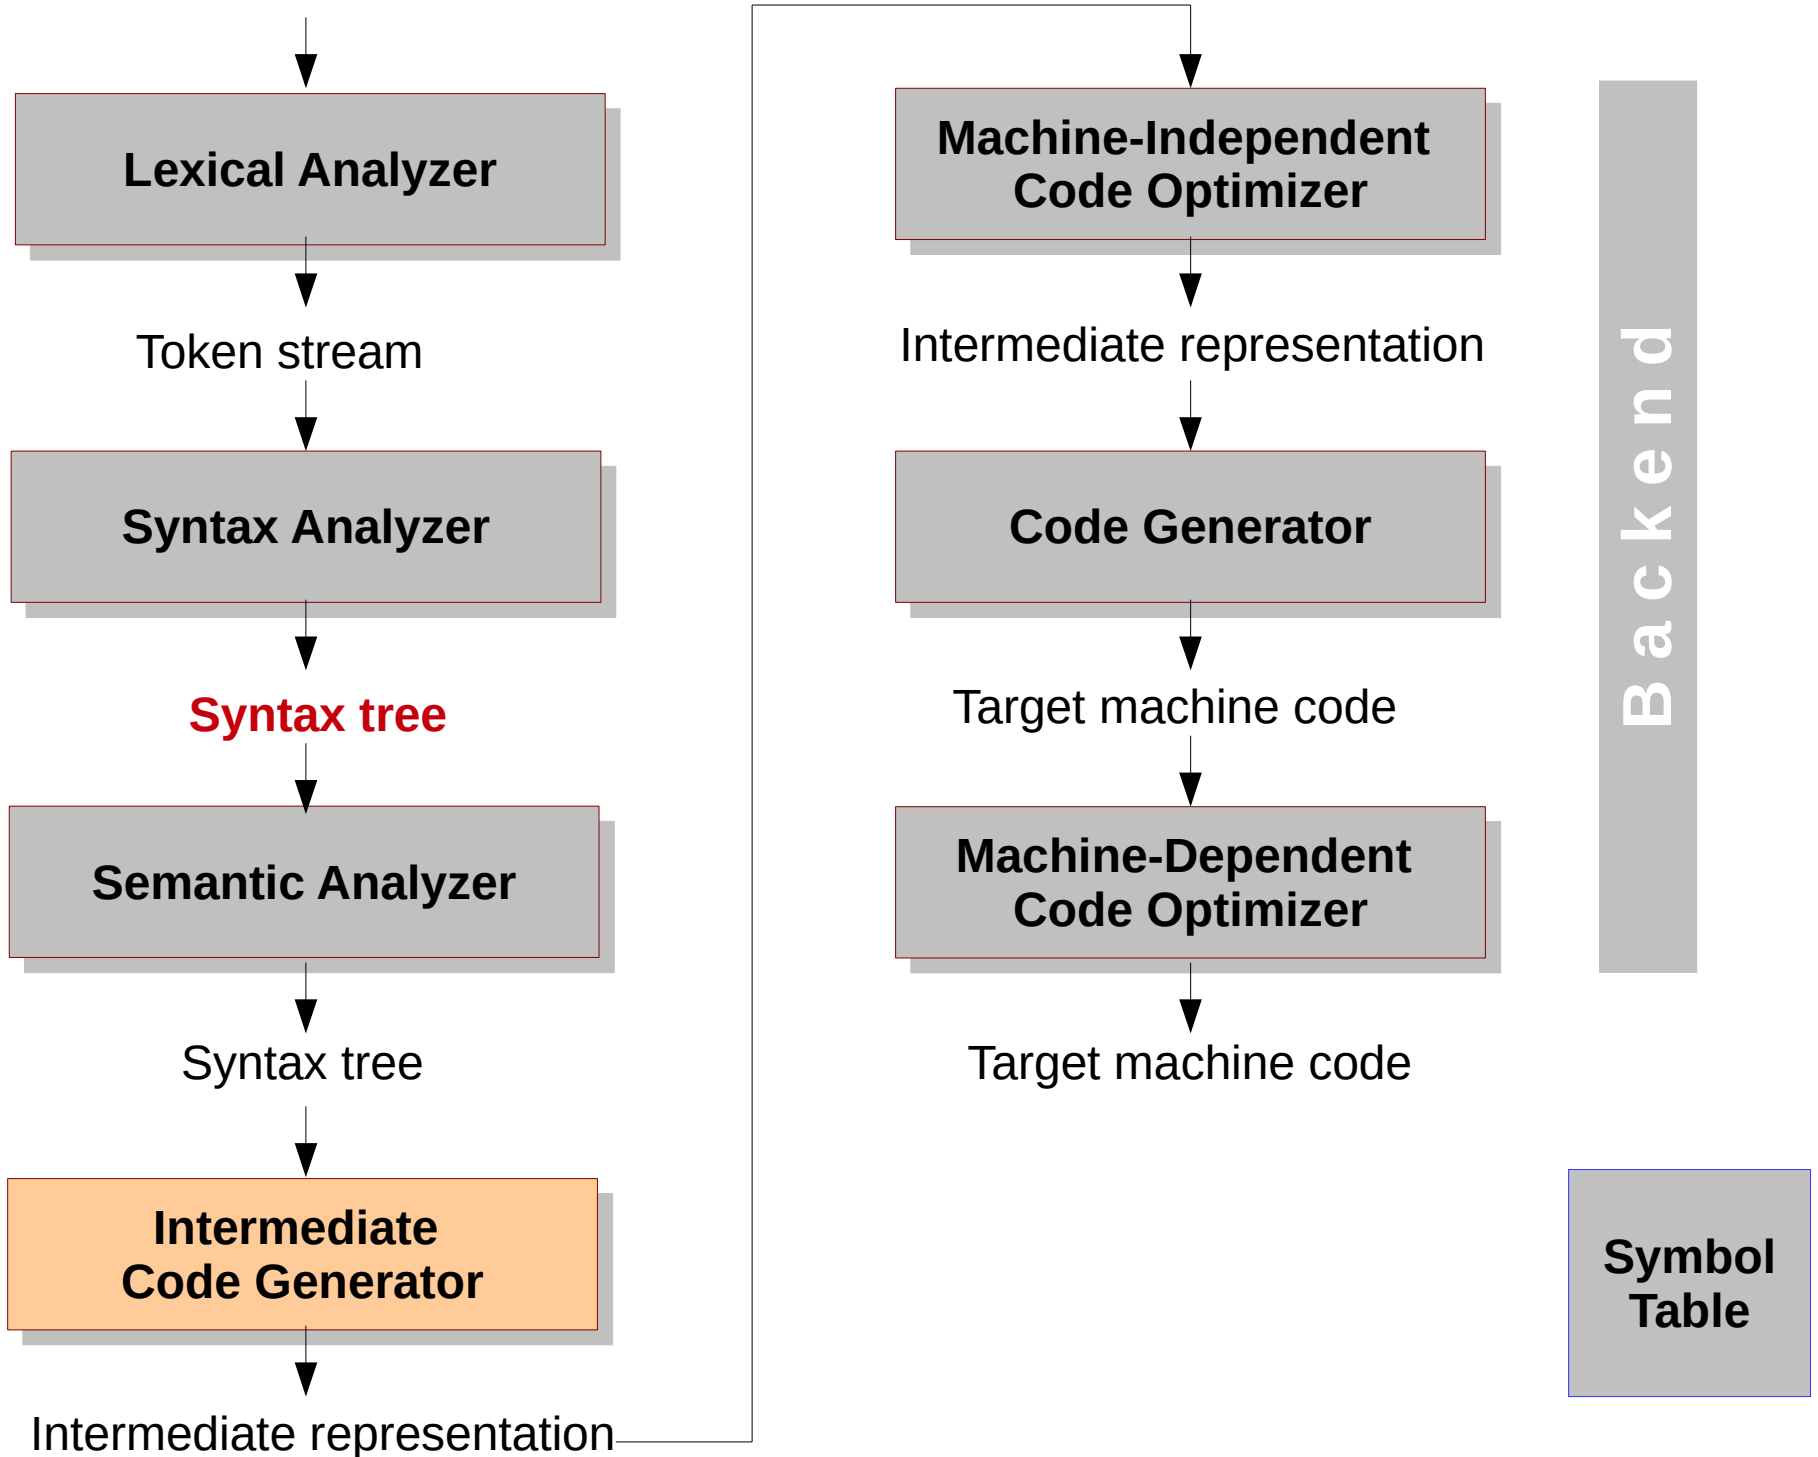 Lexical Analyzer
Token stream
Syntax Analyzer
Syntax tree
Semantic Analyzer
Syntax tree
Intermediate
Code Generator
Intermediate representation
Machine-Independent
Code Optimizer
Intermediate representation
Code Generator
Target machine code
Machine-Dependent
Code Optimizer
Target machine code
Backend
Symbol
Table